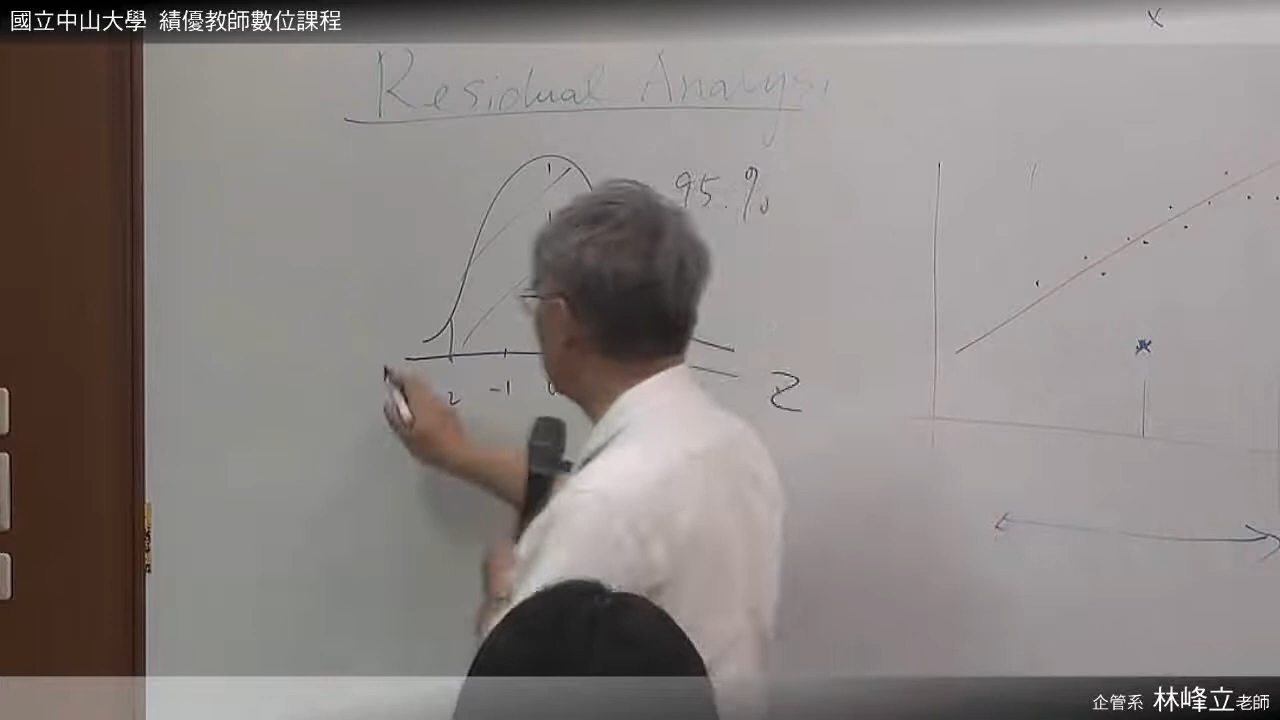 國立中山大學 績優教師數位課程
X
Residual Analysis
95%
2 -1 0
Z
企管系 林峰立老師